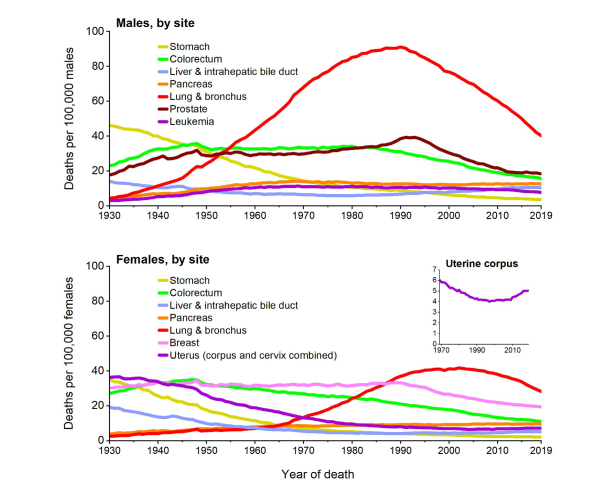 Males, by site
Deaths per 100,000 males
100
80
60
40
20
0
Stomach
Colorectum
Liver & intrahepatic bile duct
Pancreas
Lung & bronchus
Prostate
Leukemia
1930 1940 1950 1960 1970 1980 1990 2000 2010 2019
Females, by site
Deaths per 100,000 females
100
80
60
40
20
0
Stomach
Colorectum
Liver & intrahepatic bile duct
Pancreas
Lung & bronchus
Breast
Uterus (corpus and cervix combined)
Uterine corpus
7
6
5
4
3
2
1
0
1970 1990 2010
1930 1940 1950 1960 1970 1980 1990 2000 2010 2019
Year of death